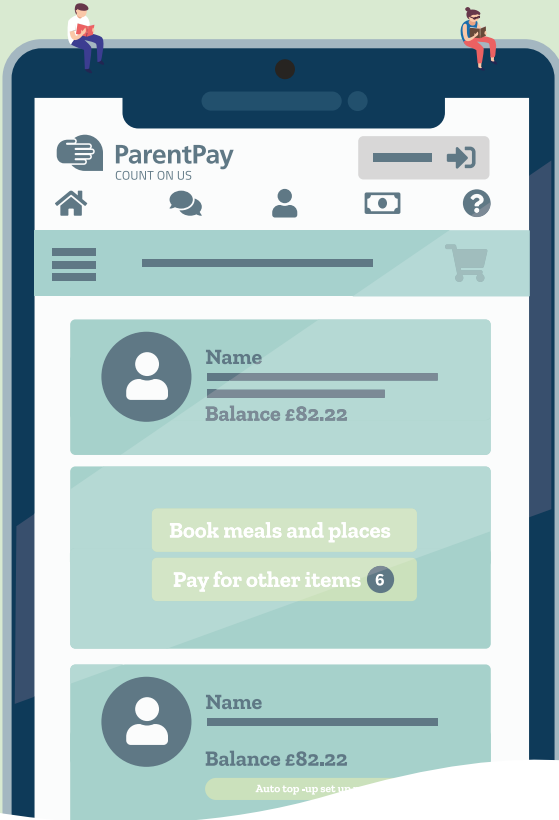 ParentPay
COUNT ON US
Name
Balance £82.22
Book meals and places
Pay for other items 6
Name
Balance £82.22
Auto top -up set up